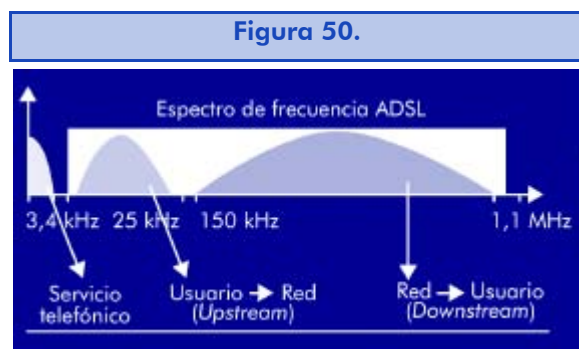 Figura 50.
Espectro de frecuencia ADSL
3,4 kHz 25 kHz 150 kHz 1,1 MHz
Servicio telefónico
Usuario → Red
(Upstream)
Red → Usuario
(Downstream)